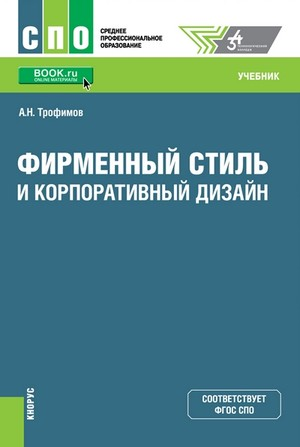 СПО
СРЕДНЕЕ
ПРОФЕССИОНАЛЬНОЕ
ОБРАЗОВАНИЕ
BOOK.ru
ONLINE МАТЕРИАЛЫ
УЧЕБНИК
А.Н. Трофимов
ФИРМЕННЫЙ СТИЛЬ
И КОРПОРАТИВНЫЙ ДИЗАЙН
СООТВЕТСТВУЕТ
ФГОС СПО
КНОРУС